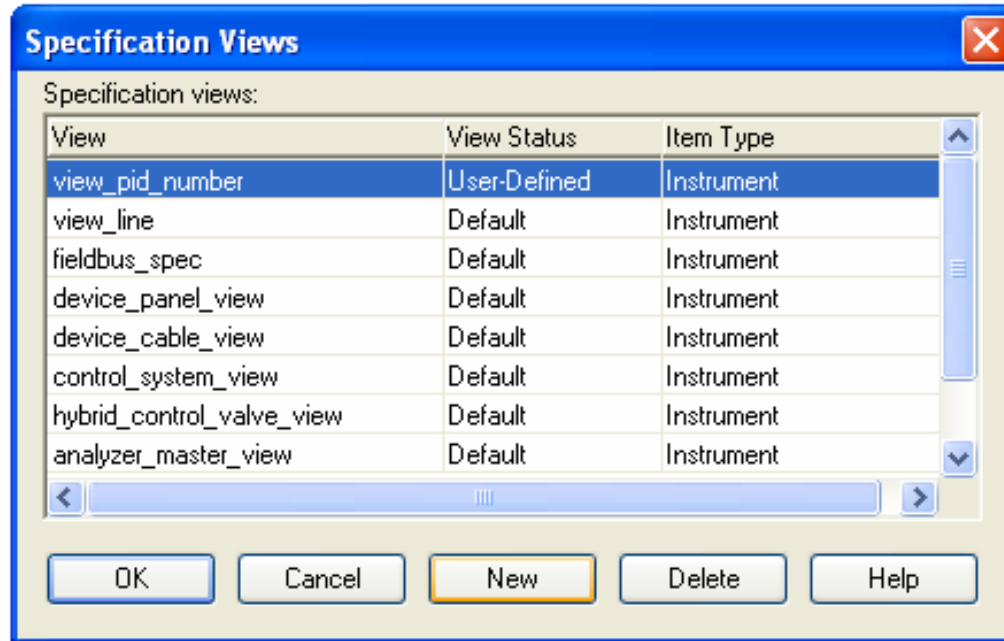 Specification Views
Specification views:
View View Status Item Type
view_pid_number User-Defined Instrument
view_line Default Instrument
fieldbus_spec Default Instrument
device_panel_view Default Instrument
device_cable_view Default Instrument
control_system_view Default Instrument
hybrid_control_valve_view Default Instrument
analyzer_master_view Default Instrument
OK Cancel New Delete Help